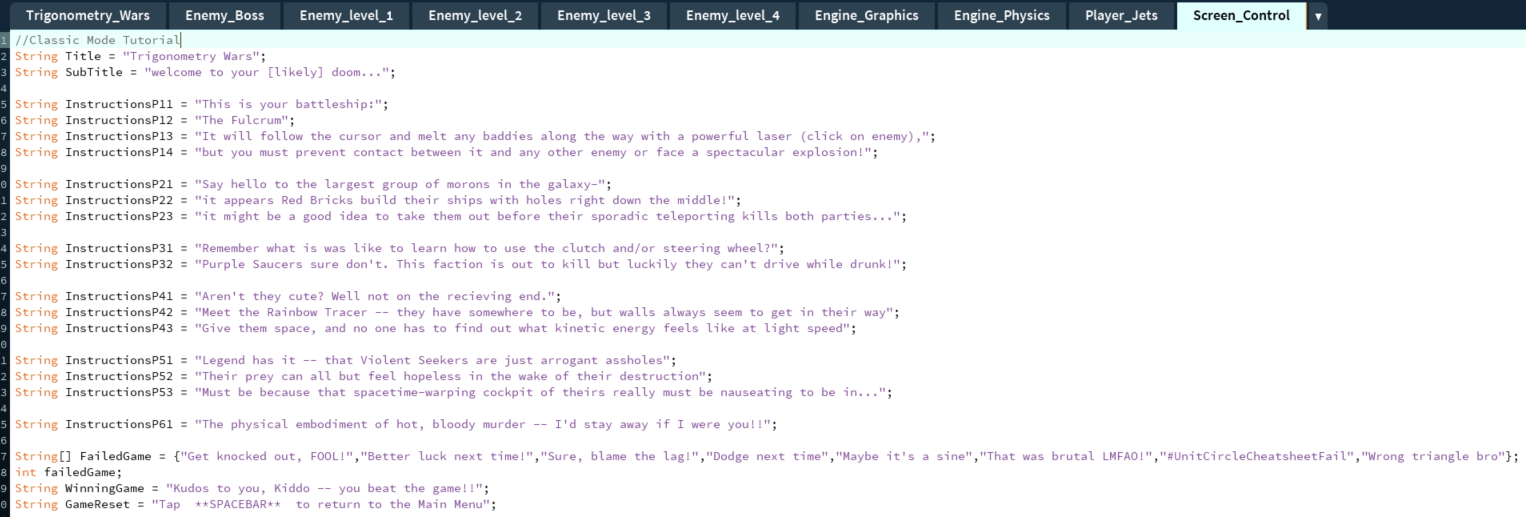 Trigonometry_Wars Enemy_Boss Enemy_level_1 Enemy_level_2 Enemy_level_3 Enemy_level_4 Engine_Graphics Engine_Physics Player_Jets Screen_Control ▼
1 //Classic Mode Tutorial
2 String Title = "Trigonometry Wars";
3 String SubTitle = "welcome to your [likely] doom...";
4
5 String InstructionsP11 = "This is your battleship:";
6 String InstructionsP12 = "The Fulcrum";
7 String InstructionsP13 = "It will follow the cursor and melt any baddies along the way with a powerful laser (click on enemy),";
8 String InstructionsP14 = "but you must prevent contact between it and any other enemy or face a spectacular explosion!";
9
0 String InstructionsP21 = "Say hello to the largest group of morons in the galaxy-";
1 String InstructionsP22 = "it appears Red Bricks build their ships with holes right down the middle!";
2 String InstructionsP23 = "it might be a good idea to take them out before their sporadic teleporting kills both parties...";
3
4 String InstructionsP31 = "Remember what is was like to learn how to use the clutch and/or steering wheel?";
5 String InstructionsP32 = "Purple Saucers sure don't. This faction is out to kill but luckily they can't drive while drunk!";
6
7 String InstructionsP41 = "Aren't they cute? Well not on the recieving end.";
8 String InstructionsP42 = "Meet the Rainbow Tracer -- they have somewhere to be, but walls always seem to get in their way";
9 String InstructionsP43 = "Give them space, and no one has to find out what kinetic energy feels like at light speed";
0
1 String InstructionsP51 = "Legend has it -- that Violent Seekers are just arrogant assholes";
2 String InstructionsP52 = "Their prey can all but feel hopeless in the wake of their destruction";
3 String InstructionsP53 = "Must be because that spacetime-warping cockpit of theirs really must be nauseating to be in...";
4
5 String InstructionsP61 = "The physical embodiment of hot, bloody murder -- I'd stay away if I were you!!";
6
7 String[] FailedGame = {"Get knocked out, FOOL!","Better luck next time!","Sure, blame the lag!","Dodge next time","Maybe it's a sine","That was brutal LMFAO!","#UnitCircleCheatsheetFail","Wrong triangle bro"};
8 int failedGame;
9 String WinningGame = "Kudos to you, Kiddo -- you beat the game!!";
0 String GameReset = "Tap  **SPACEBAR**  to return to the Main Menu";